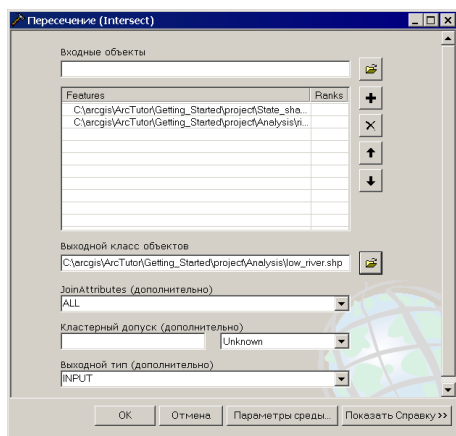 Пересечение (Intersect)
Входные объекты
Features Ranks
C:\arcgis\ArcTutor\Getting_Started\project\State_sha...
C:\arcgis\ArcTutor\Getting_Started\project\Analysis\ri...
Выходной класс объектов
C:\arcgis\ArcTutor\Getting_Started\project\Analysis\low_river.shp
JoinAttributes (дополнительно)
ALL
Кластерный допуск (дополнительно)
Unknown
Выходной тип (дополнительно)
INPUT
OK Отмена Параметры среды... Показать Справку >>